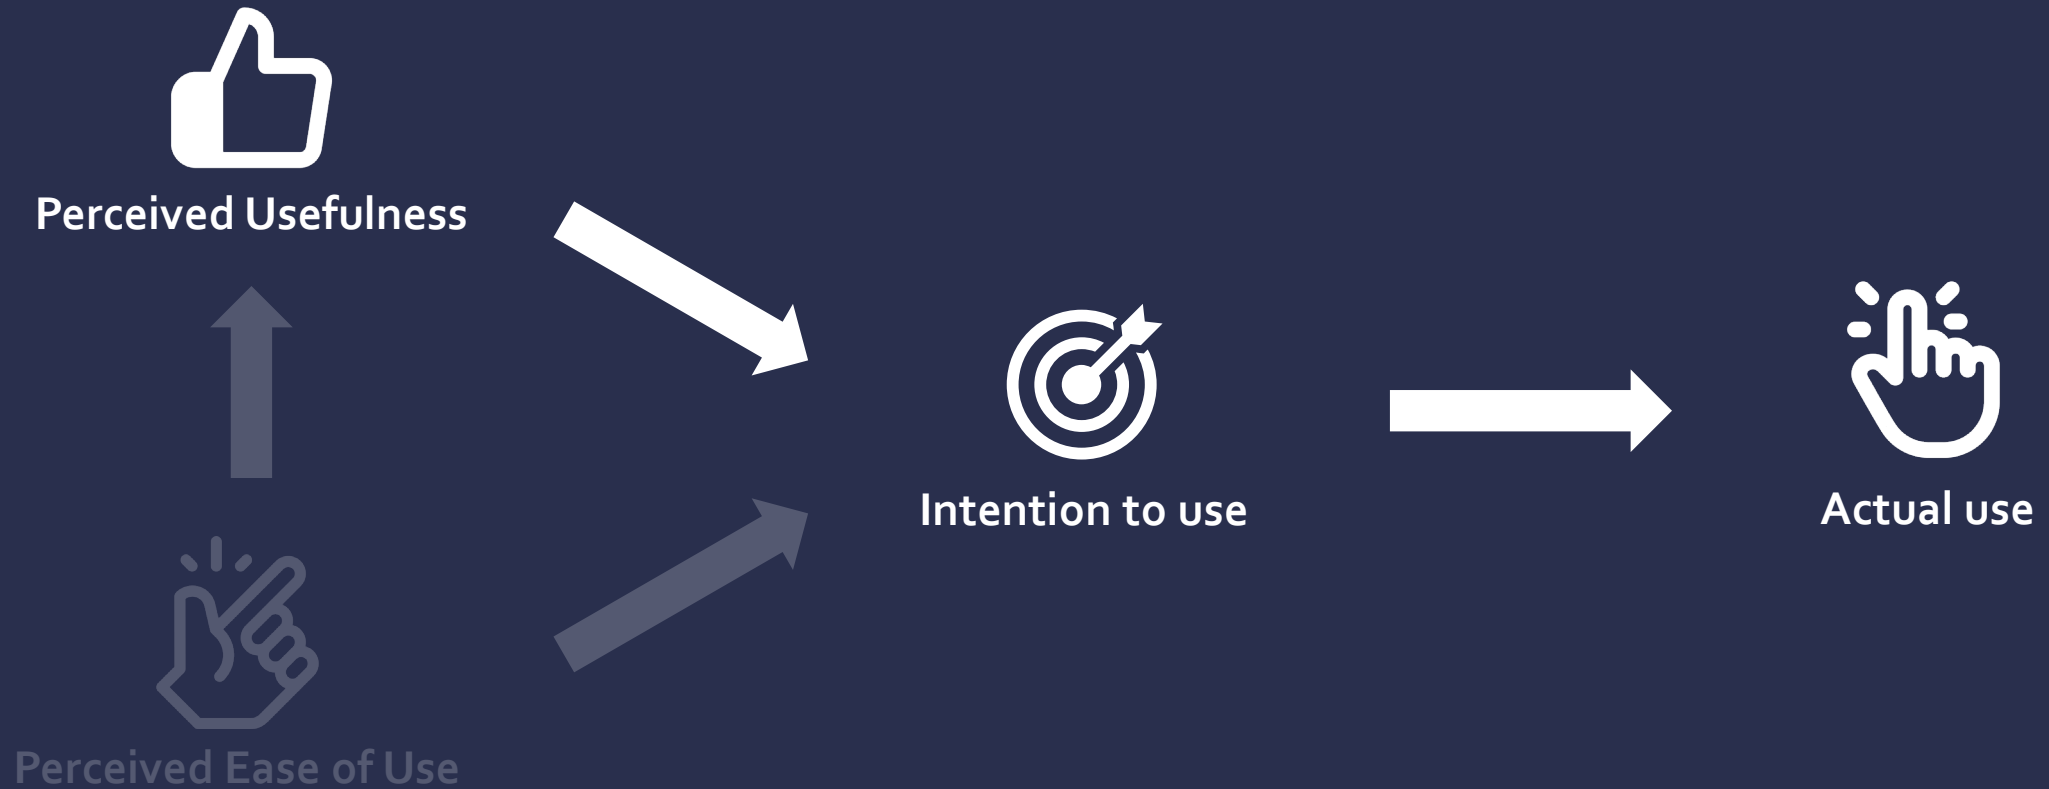 Perceived Usefulness
Intention to use
Actual use
Perceived Ease of Use